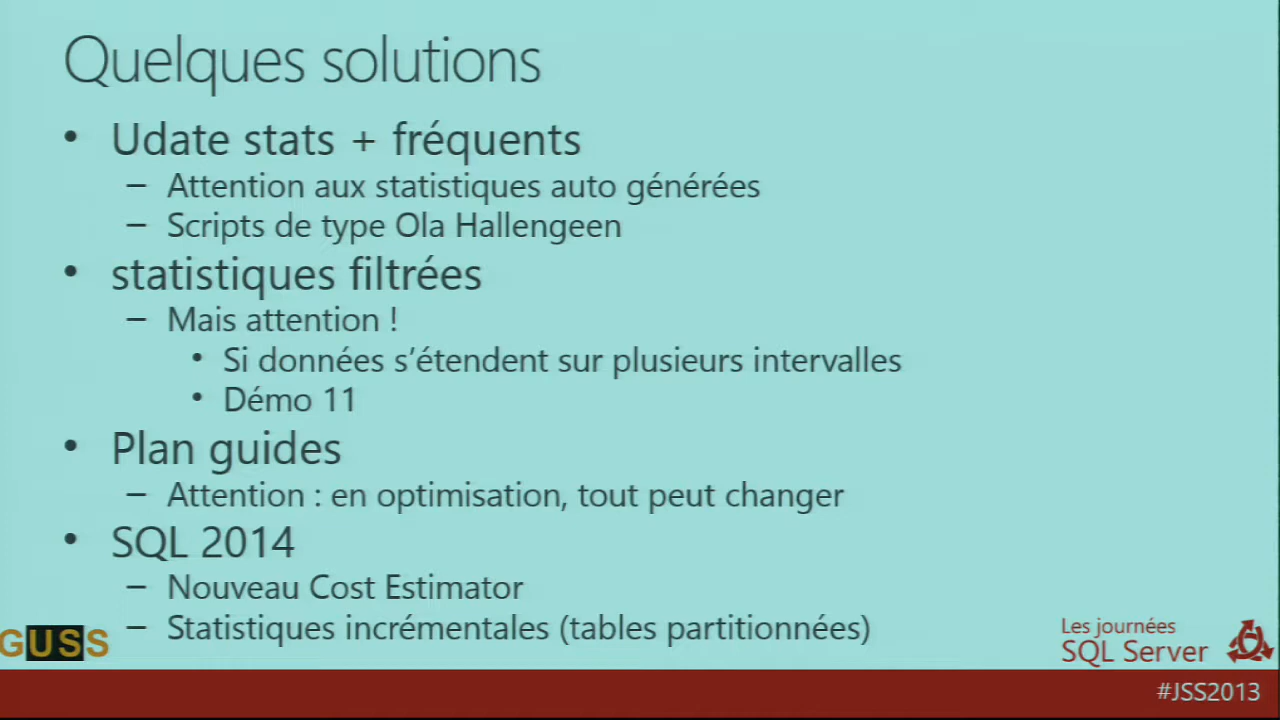 Quelques solutions
• Udate stats + fréquents
– Attention aux statistiques auto générées
– Scripts de type Ola Hallengeen
• statistiques filtrées
– Mais attention !
• Si données s’étendent sur plusieurs intervalles
• Démo 11
• Plan guides
– Attention : en optimisation, tout peut changer
• SQL 2014
– Nouveau Cost Estimator
– Statistiques incrémentales (tables partitionnées)
GUSS
Les journées
SQL Server
#JSS2013